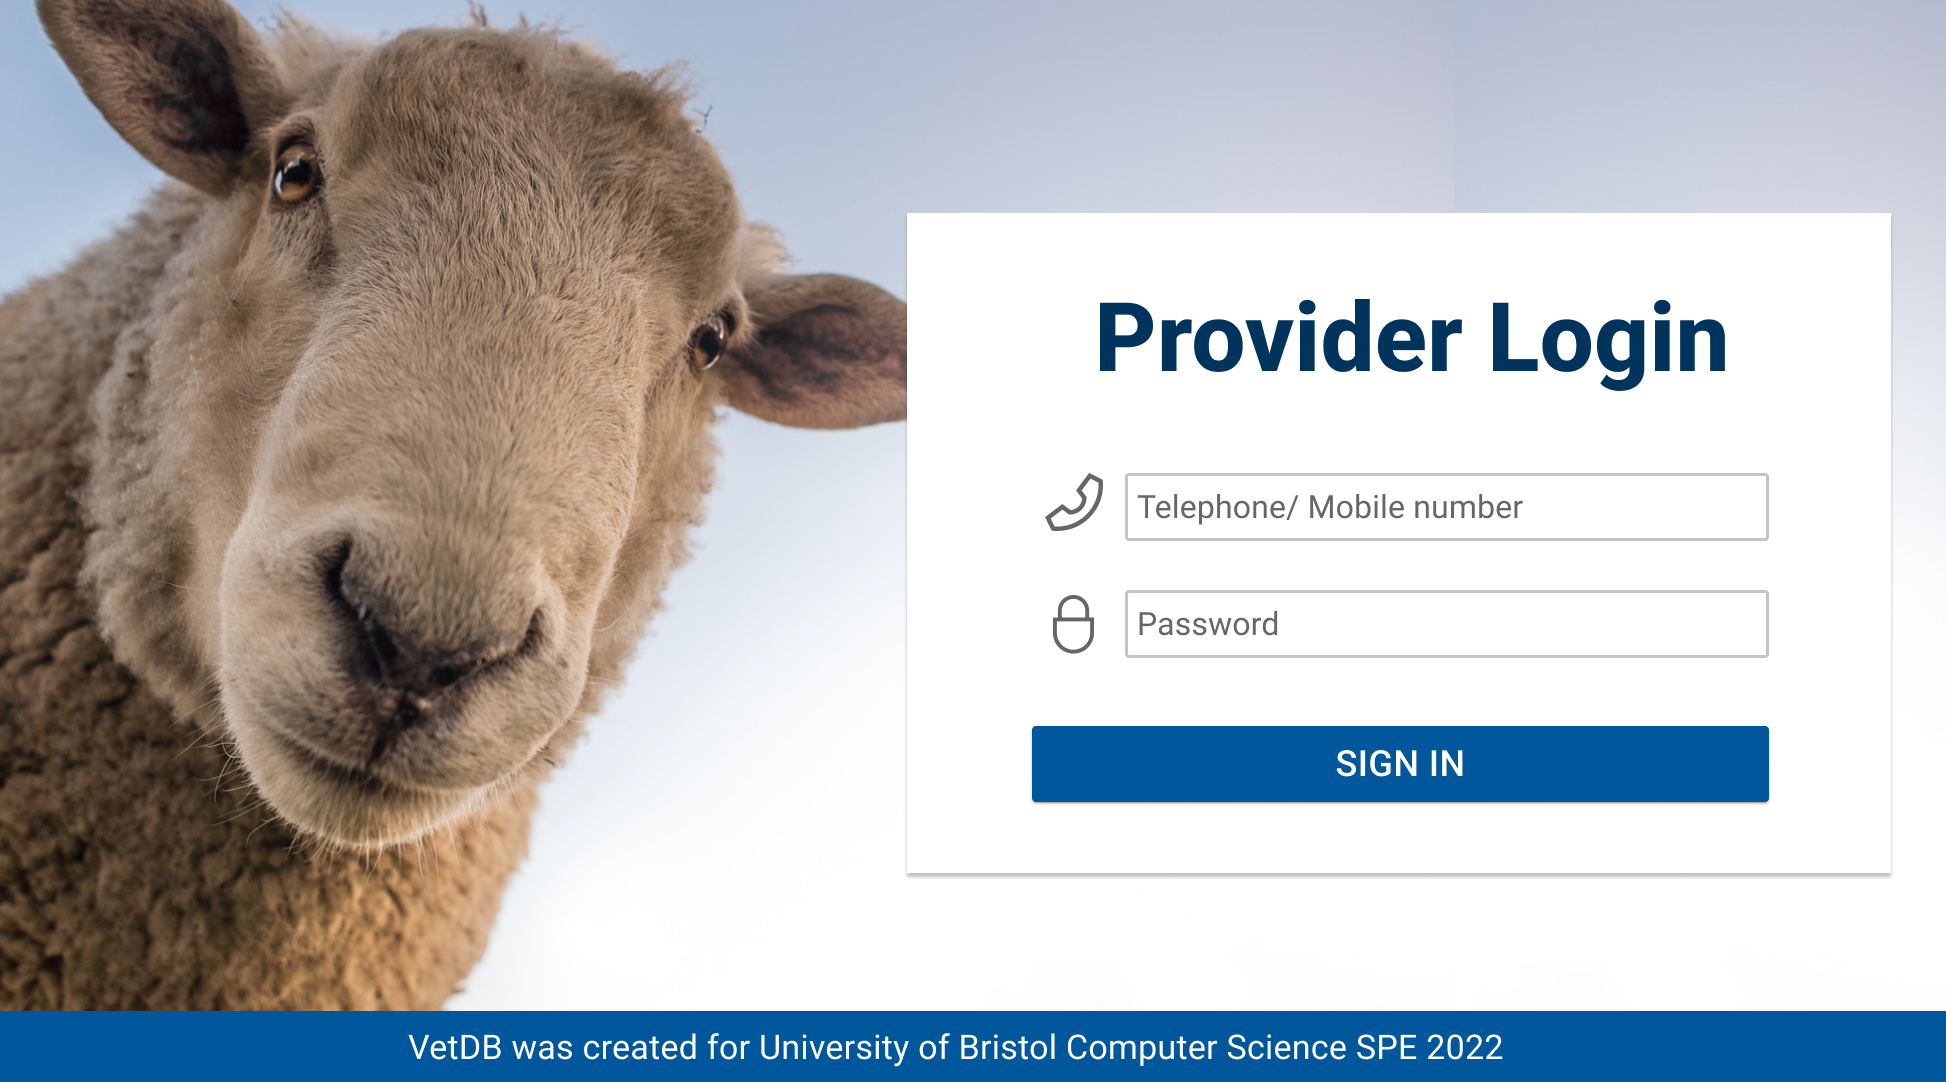 Provider Login
Telephone/ Mobile number
Password
SIGN IN
VetDB was created for University of Bristol Computer Science SPE 2022